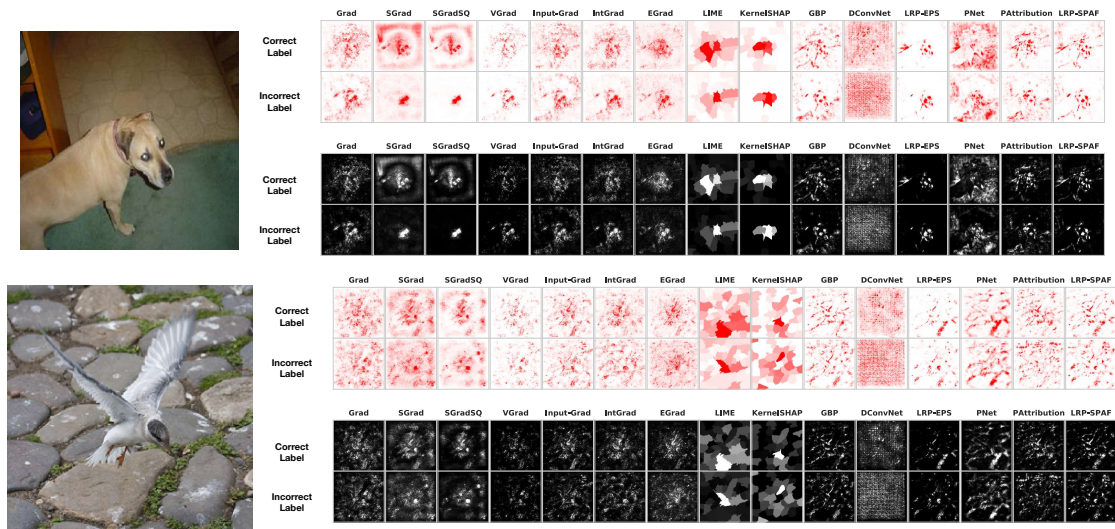 Grad SGrad SGradSQ VGrad Input-Grad IntGrad EGrad LIME KernelSHAP GBP DConvNet LRP-EPS PNet PAttribution LRP-SPAF
Correct
Label
Incorrect
Label
Grad SGrad SGradSQ VGrad Input-Grad IntGrad EGrad LIME KernelSHAP GBP DConvNet LRP-EPS PNet PAttribution LRP-SPAF
Correct
Label
Incorrect
Label
Grad SGrad SGradSQ VGrad Input-Grad IntGrad EGrad LIME KernelSHAP GBP DConvNet LRP-EPS PNet PAttribution LRP-SPAF
Correct
Label
Incorrect
Label
Grad SGrad SGradSQ VGrad Input-Grad IntGrad EGrad LIME KernelSHAP GBP DConvNet LRP-EPS PNet PAttribution LRP-SPAF
Correct
Label
Incorrect
Label